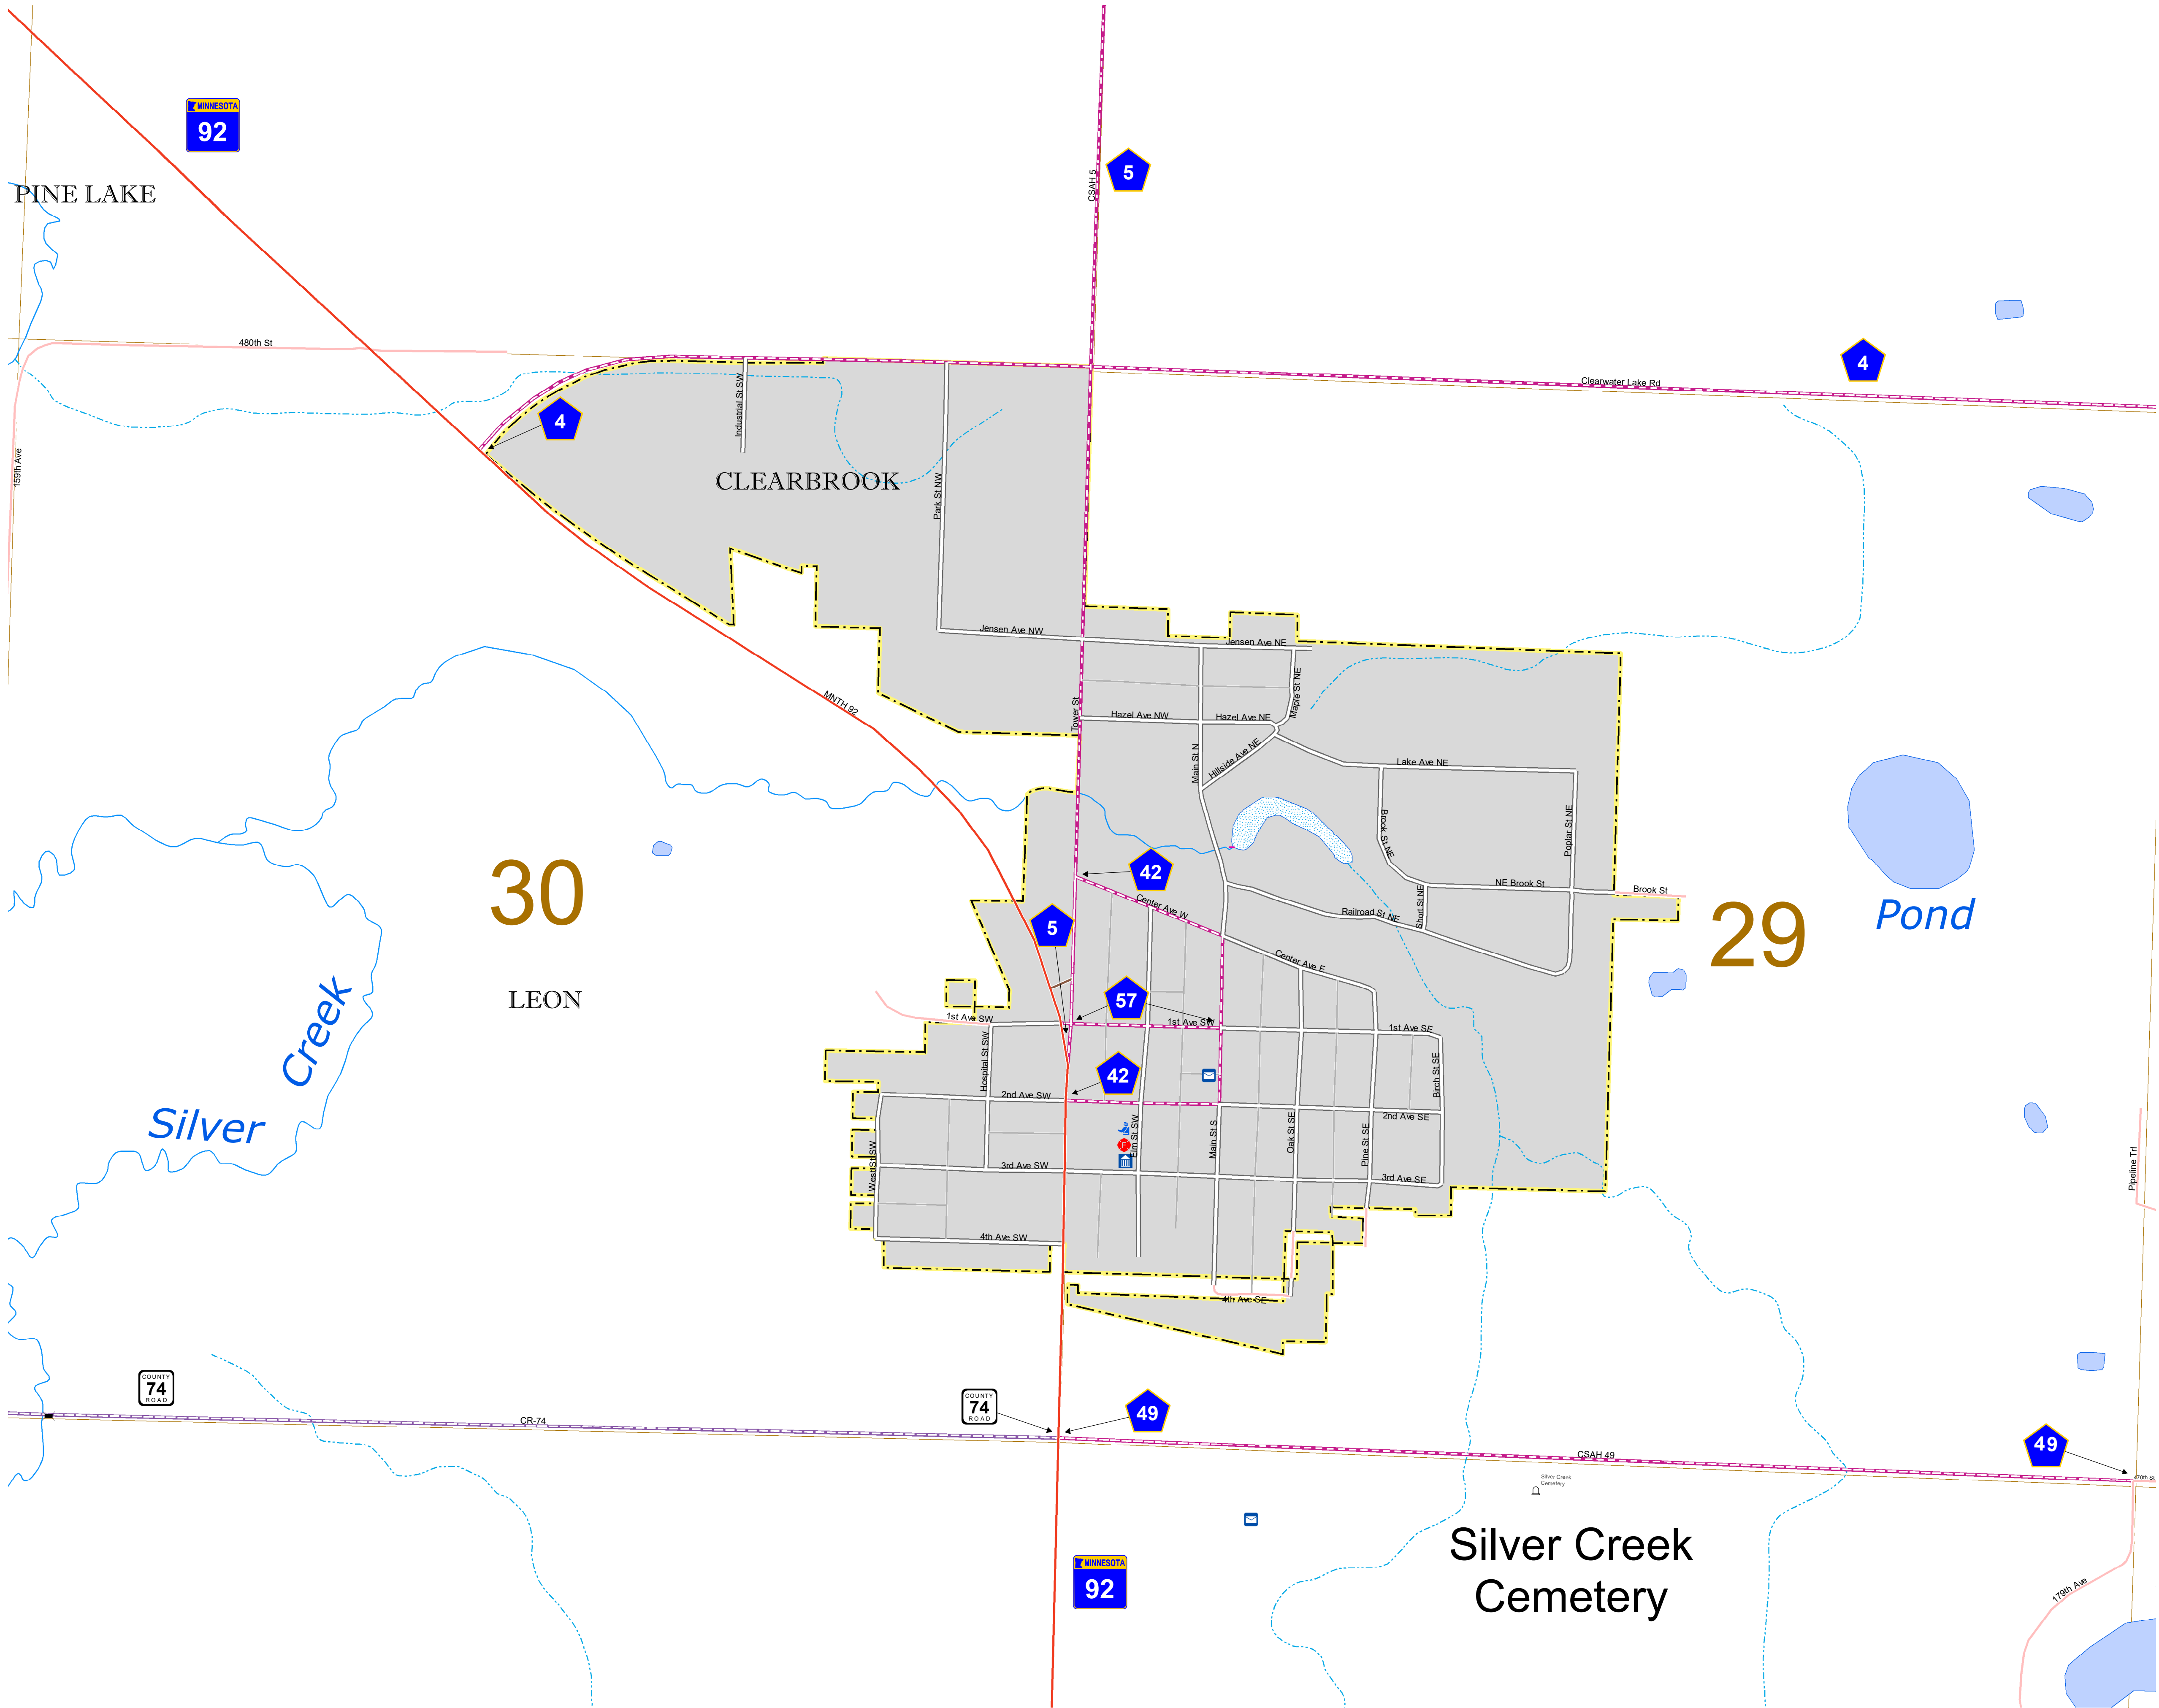 MINNESOTA
92
5
CSAH 5
PINE LAKE
480th St
4
Clearwater Lake Rd
4
Industrial St SW
159th Ave
CLEARBROOK
Park St NW
Jensen Ave NW
Jensen Ave NE
Maple St NE
MNTH 92
Tower St
Hazel Ave NW
Hazel Ave NE
Main St N
Hillside Ave NE
Lake Ave NE
Brook St NE
Poplar St NE
42
30
NE Brook St
Brook St
Short St NE
Center Ave W
Railroad St NE
29
Pond
5
Center Ave E
LEON
57
1st Ave SW
1st Ave SW
1st Ave SE
Creek
Silver
Hospital St SW
42
Birch St SE
2nd Ave SW
2nd Ave SE
F
Elm St SW
Main St S
Oak St SE
Pine St SE
West St SW
3rd Ave SW
3rd Ave SE
Pipeline Trl
4th Ave SW
4th Ave SE
COUNTY
74
ROAD
COUNTY
74
ROAD
49
CR-74
CSAH 49
49
470th St
Silver Creek
Cemetery
Silver Creek
Cemetery
MINNESOTA
92
179th Ave